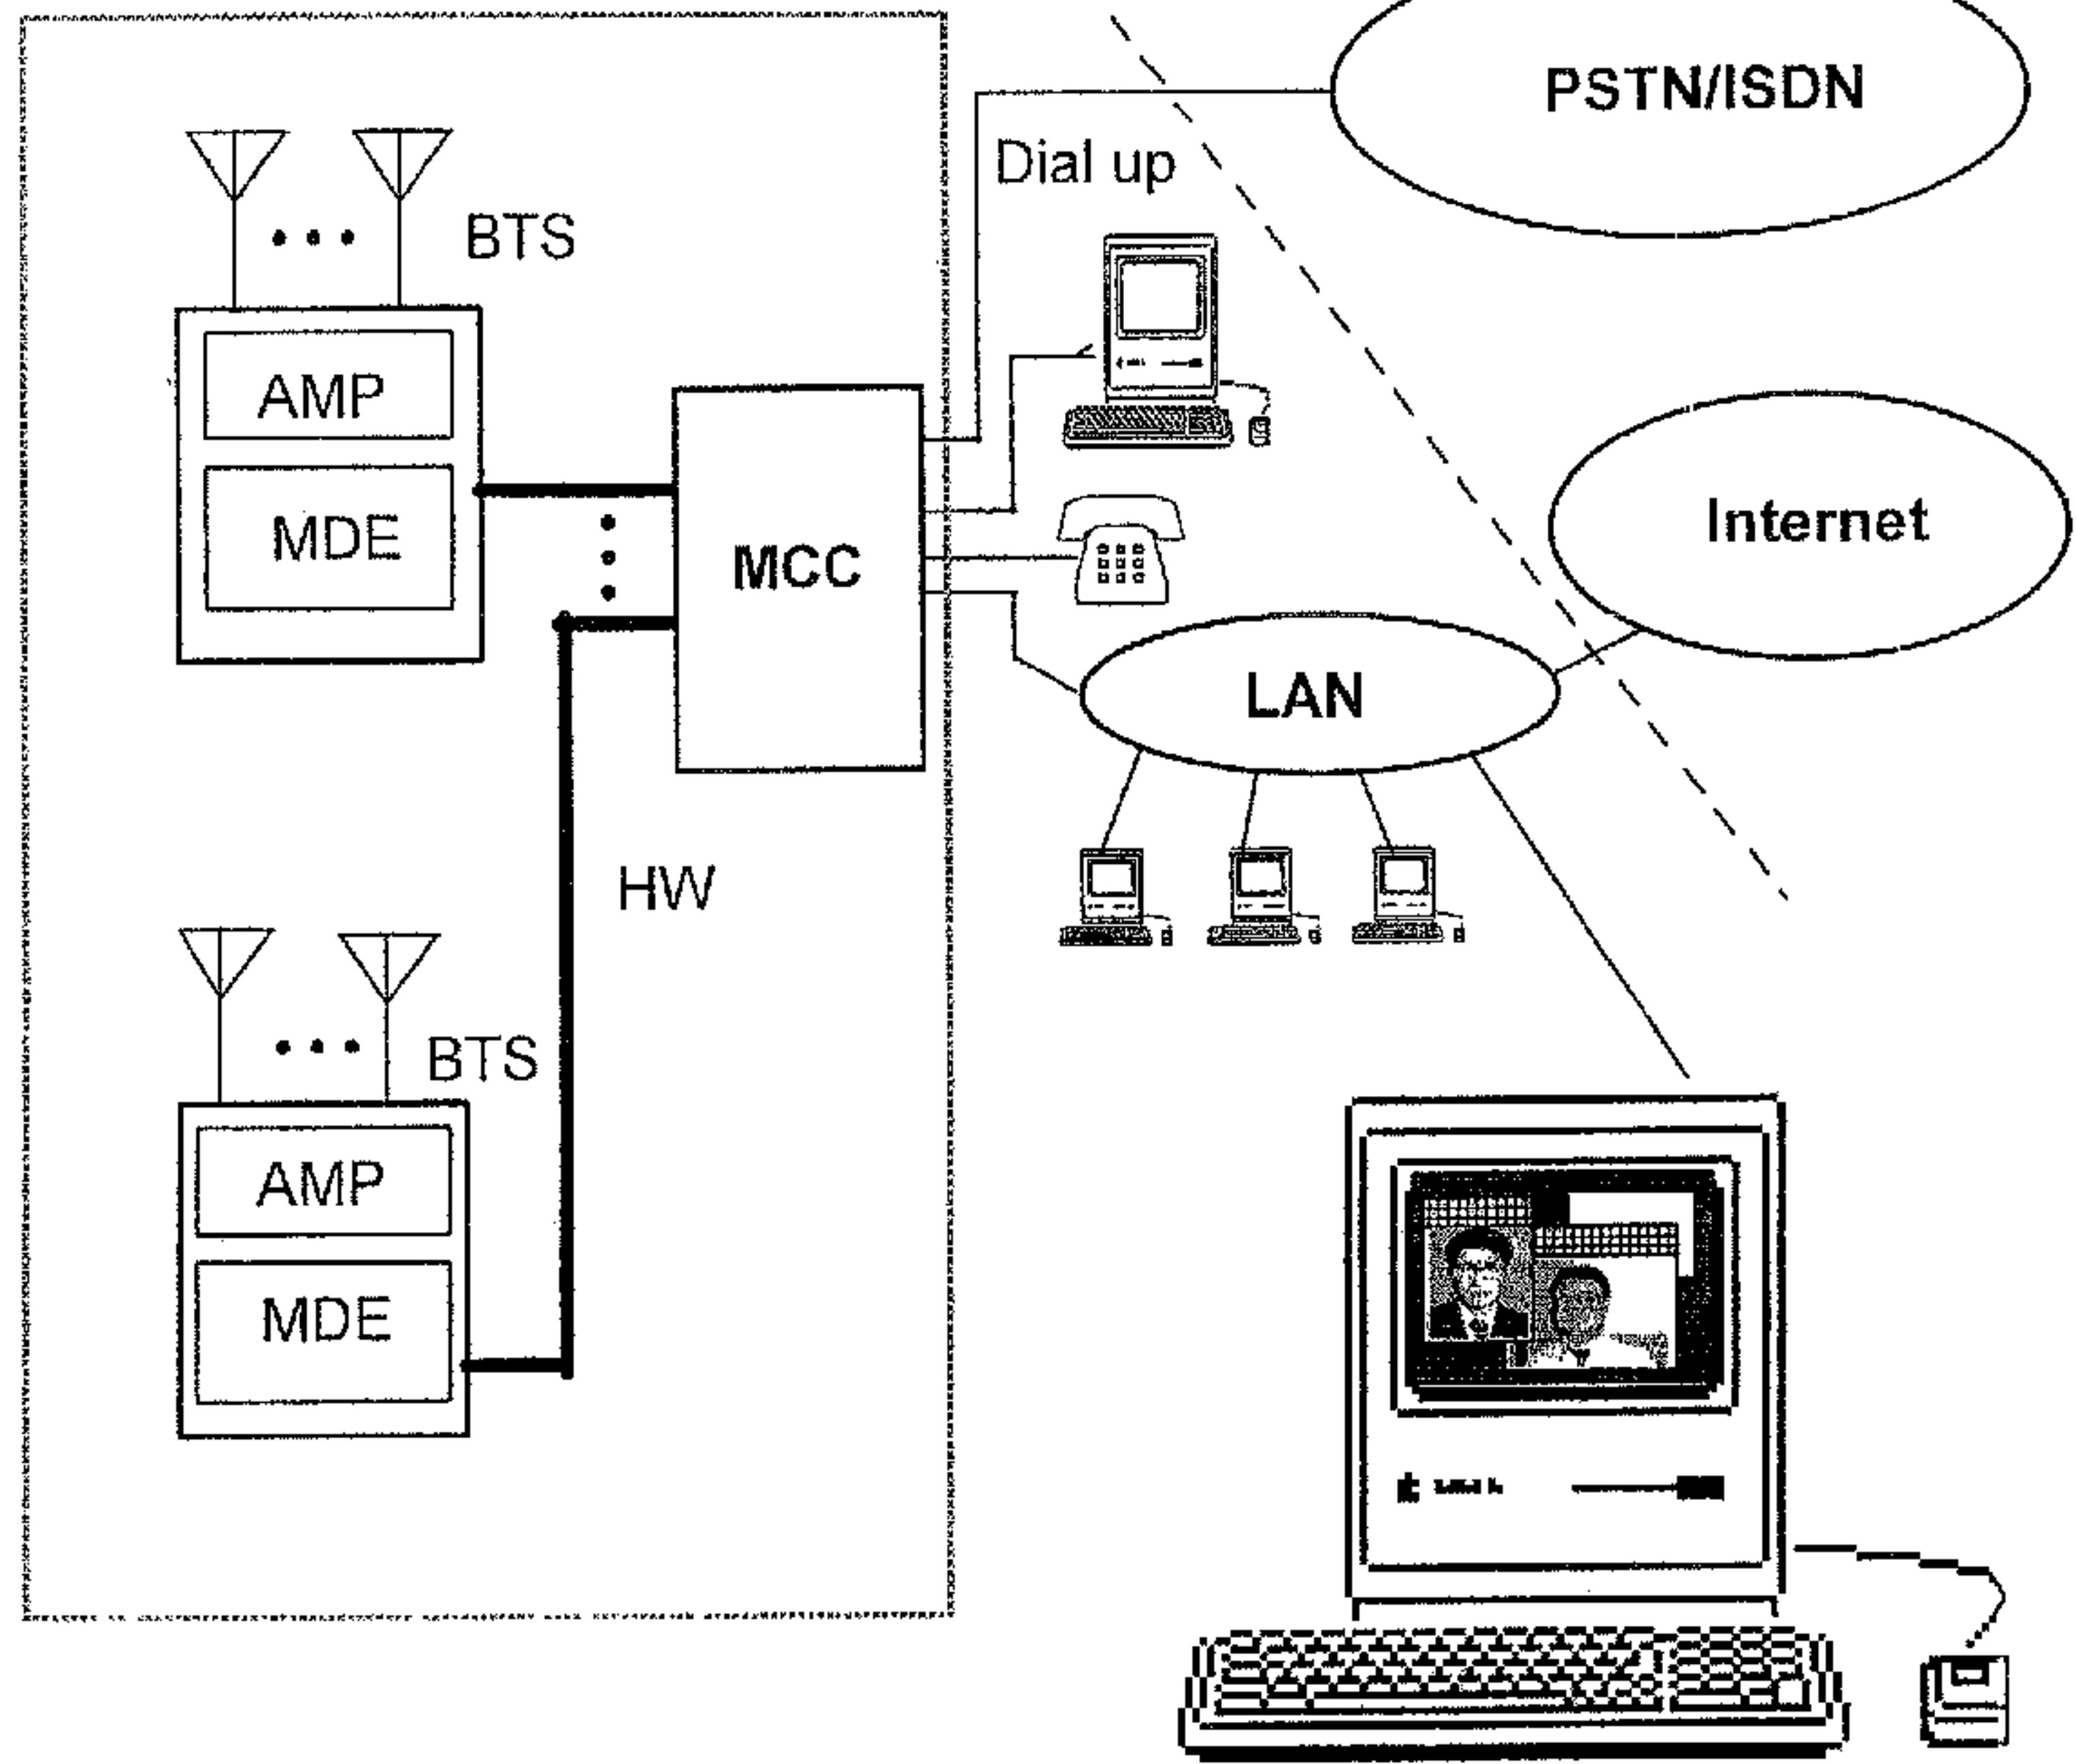 PSTN/ISDN
Dial up
BTS
AMP
MDE
MCC
Internet
LAN
HW
BTS
AMP
MDE